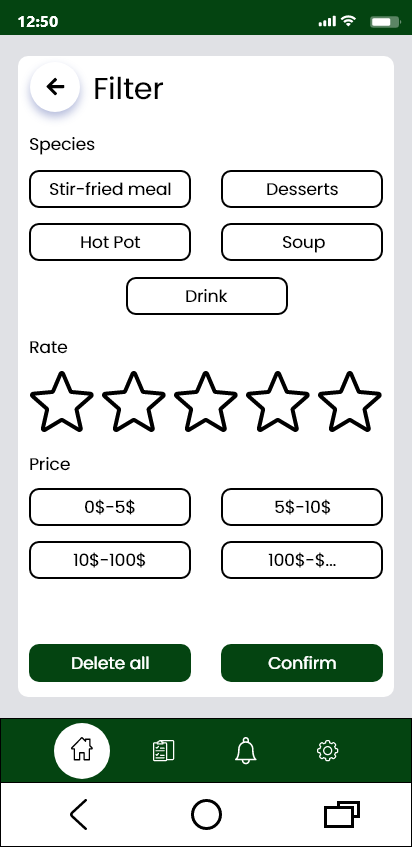 12:50
Filter
Species
Stir-fried meal
Desserts
Hot Pot
Soup
Drink
Rate
Price
0$-5$
5$-10$
10$-100$
100$-$...
Delete all
Confirm